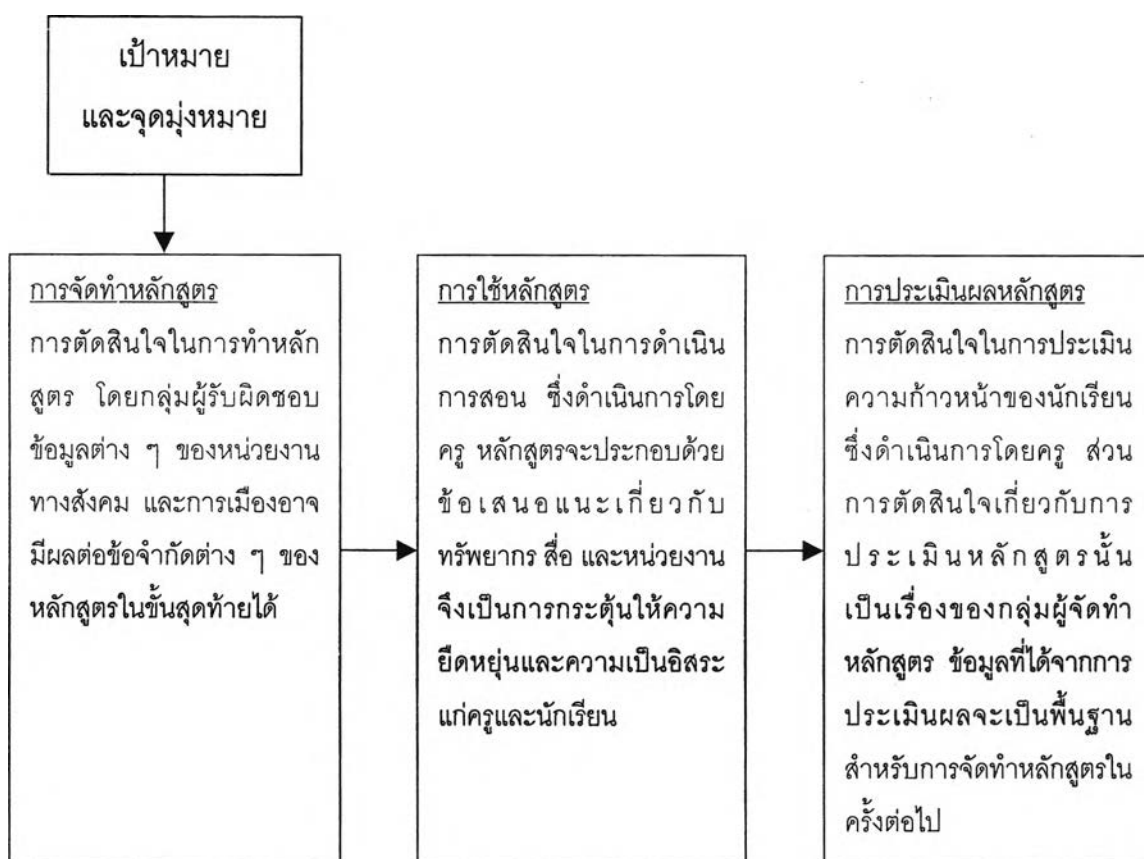 เป้าหมาย
และจุดมุ่งหมาย
การจัดทำหลักสูตร
การตัดสินใจในการทำหลัก
สูตร โดยกลุ่มผู้รับผิดชอบ
ข้อมูลต่าง ๆ ของหน่วยงาน
ทางสังคม และการเมืองอาจ
มีผลต่อข้อจำกัดต่าง ๆ ของ
หลักสูตรในขั้นสุดท้ายได้
การใช้หลักสูตร
การตัดสินใจในการดำเนิน
การสอน ซึ่งดำเนินการโดย
ครู หลักสูตรจะประกอบด้วย
ข้อเสนอแนะเกี่ยวกับ
ทรัพยากร สื่อ และหน่วยงาน
จึงเป็นการกระตุ้นให้ความ
ยืดหยุ่นและความเป็นอิสระ
แก่ครูและนักเรียน
การประเมินผลหลักสูตร
การตัดสินใจในการประเมิน
ความก้าวหน้าของนักเรียน
ซึ่งดำเนินการโดยครู ส่วน
การตัดสินใจเกี่ยวกับการ
ประเมินหลักสูตรนั้น
เป็นเรื่องของกลุ่มผู้จัดทำ
หลักสูตร ข้อมูลที่ได้จากการ
ประเมินผลจะเป็นพื้นฐาน
สำหรับการจัดทำหลักสูตรใน
ครั้งต่อไป